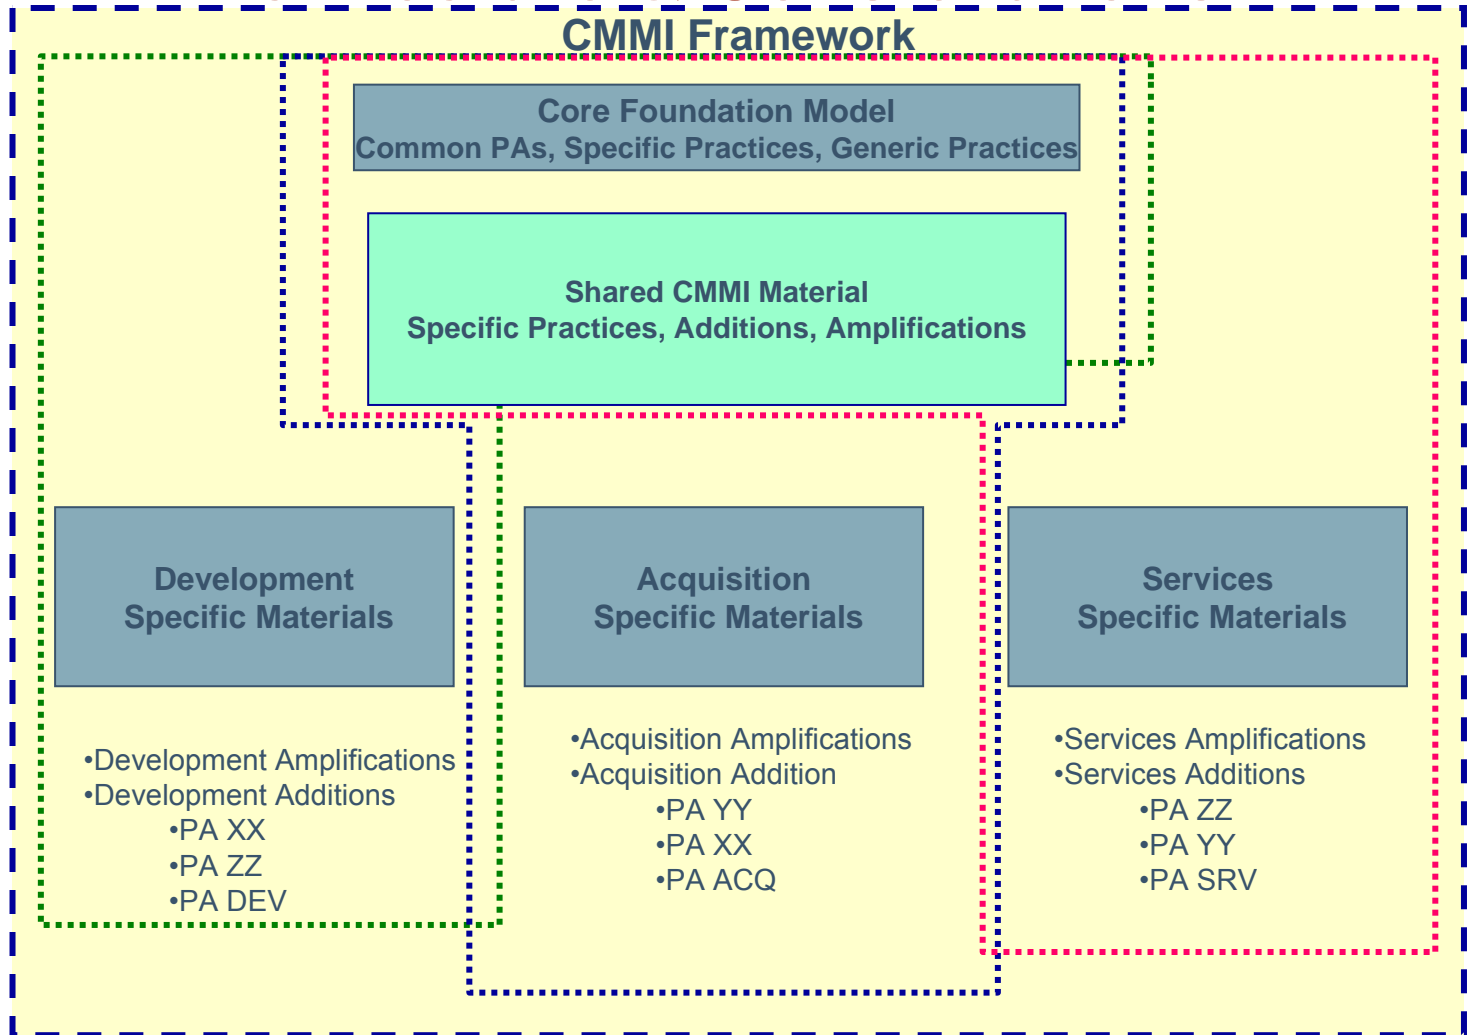 CMMI Framework
Core Foundation Model
Common PAs, Specific Practices, Generic Practices
Shared CMMI Material
Specific Practices, Additions, Amplifications
Development
Specific Materials
Acquisition
Specific Materials
Services
Specific Materials
•Development Amplifications
•Development Additions
•PA XX
•PA ZZ
•PA DEV
•Acquisition Amplifications
•Acquisition Addition
•PA YY
•PA XX
•PA ACQ
•Services Amplifications
•Services Additions
•PA ZZ
•PA YY
•PA SRV